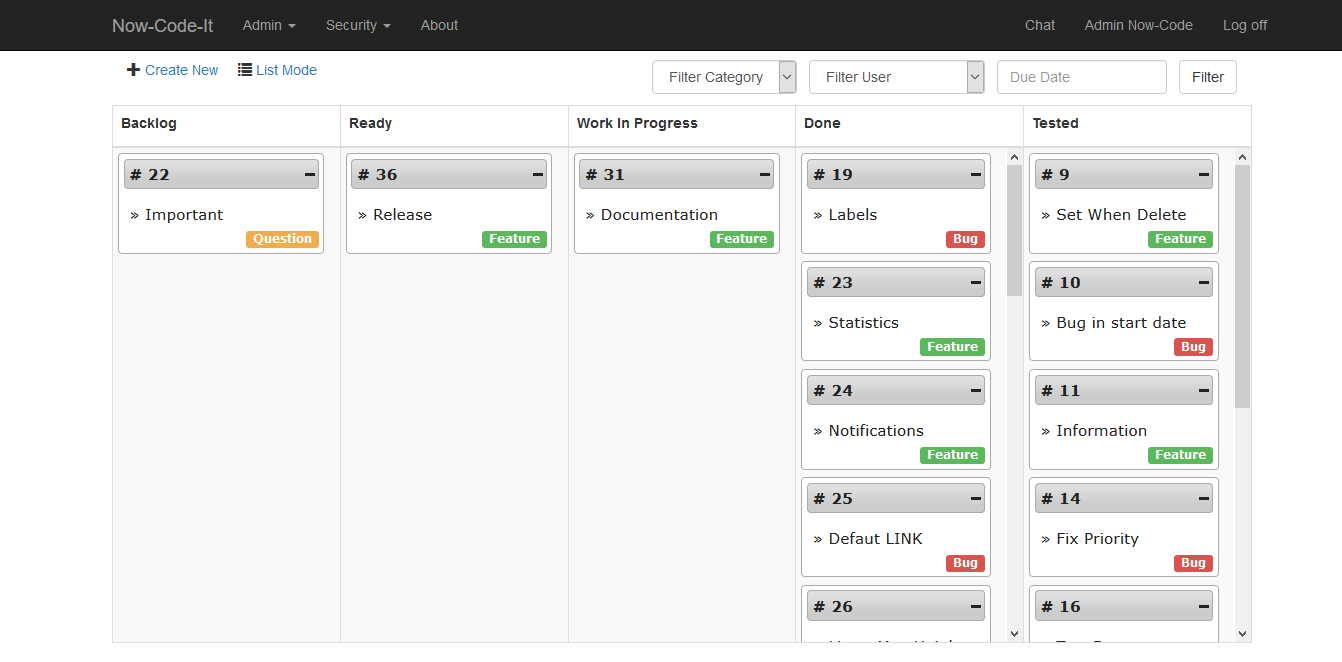 Now-Code-It Admin Security About Chat Admin Now-Code Log off
Create New List Mode Filter Category Filter User Due Date Filter
Backlog Ready Work In Progress Done Tested
# 22 # 36 # 31 # 19 # 9
» Important » Release » Documentation » Labels » Set When Delete
Question Feature Feature Bug Feature
# 23 # 10
» Statistics » Bug in start date
Feature Bug
# 24 # 11
» Notifications » Information
Feature Feature
# 25 # 14
» Defaut LINK » Fix Priority
Bug Bug
# 26 # 16